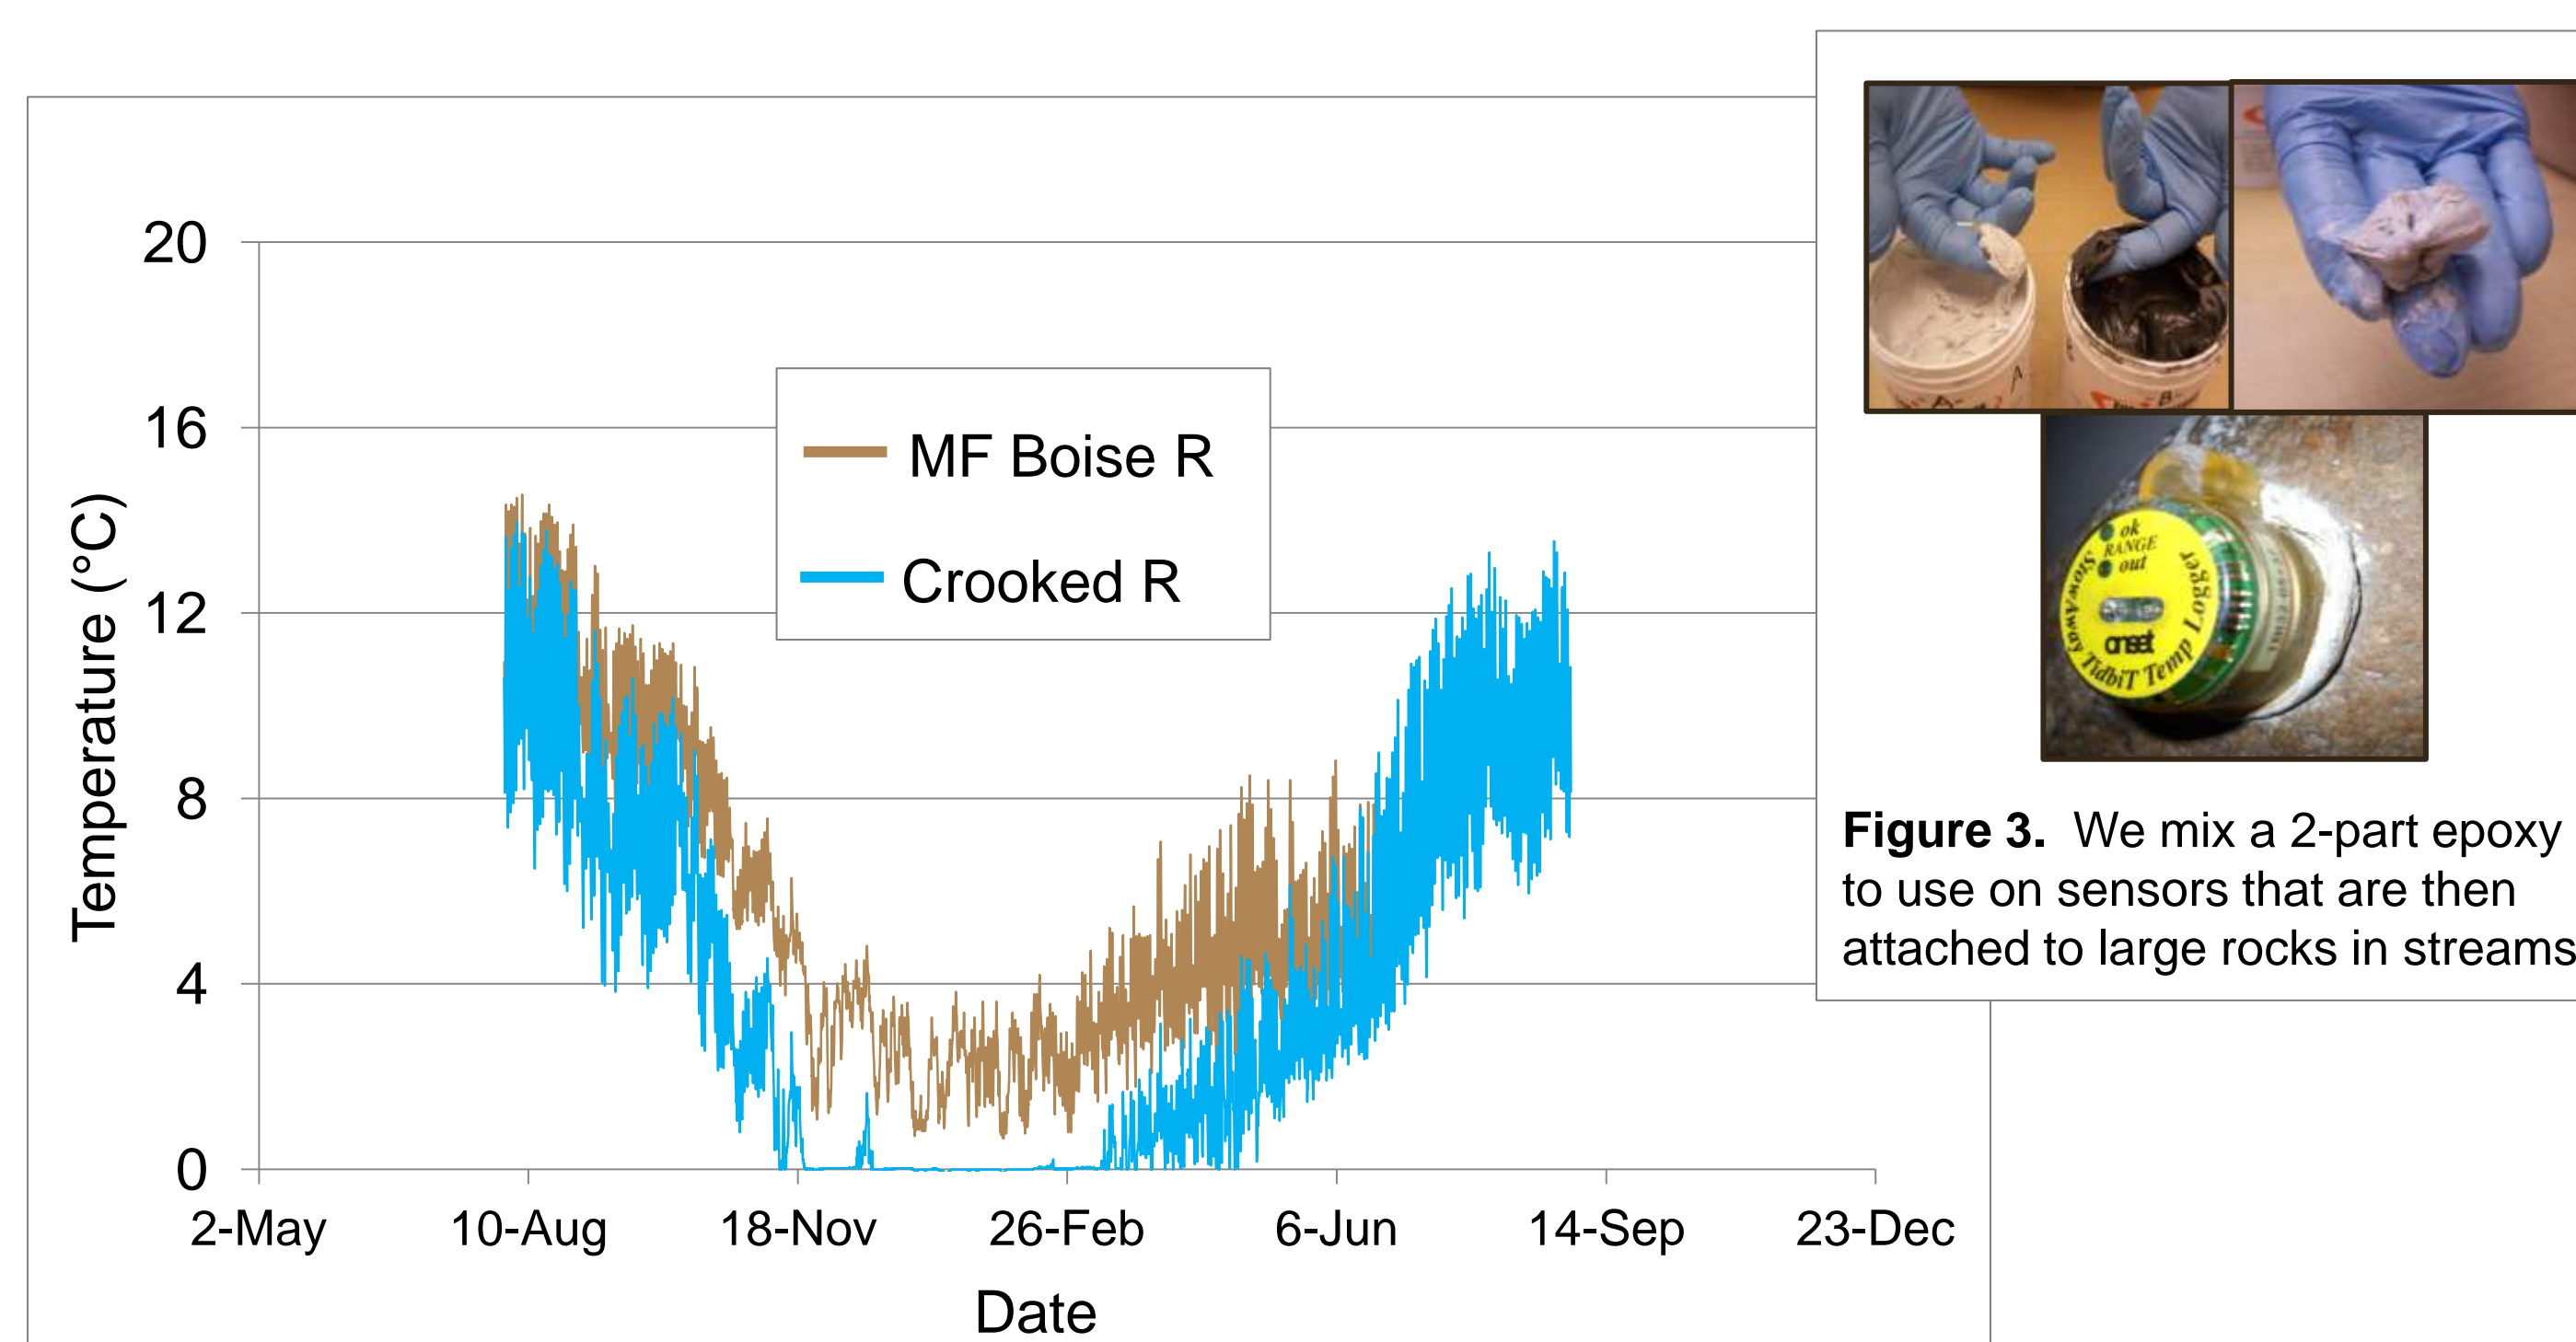 20
16
12
8
4
0
Temperature (°C)
MF Boise R
Crooked R
2-May 10-Aug 18-Nov 26-Feb 6-Jun 14-Sep 23-Dec
Date
A
B
ok
RANGE
out
StowAway
onset
TidbiT Temp Logger
Figure 3. We mix a 2-part epoxy
to use on sensors that are then
attached to large rocks in streams